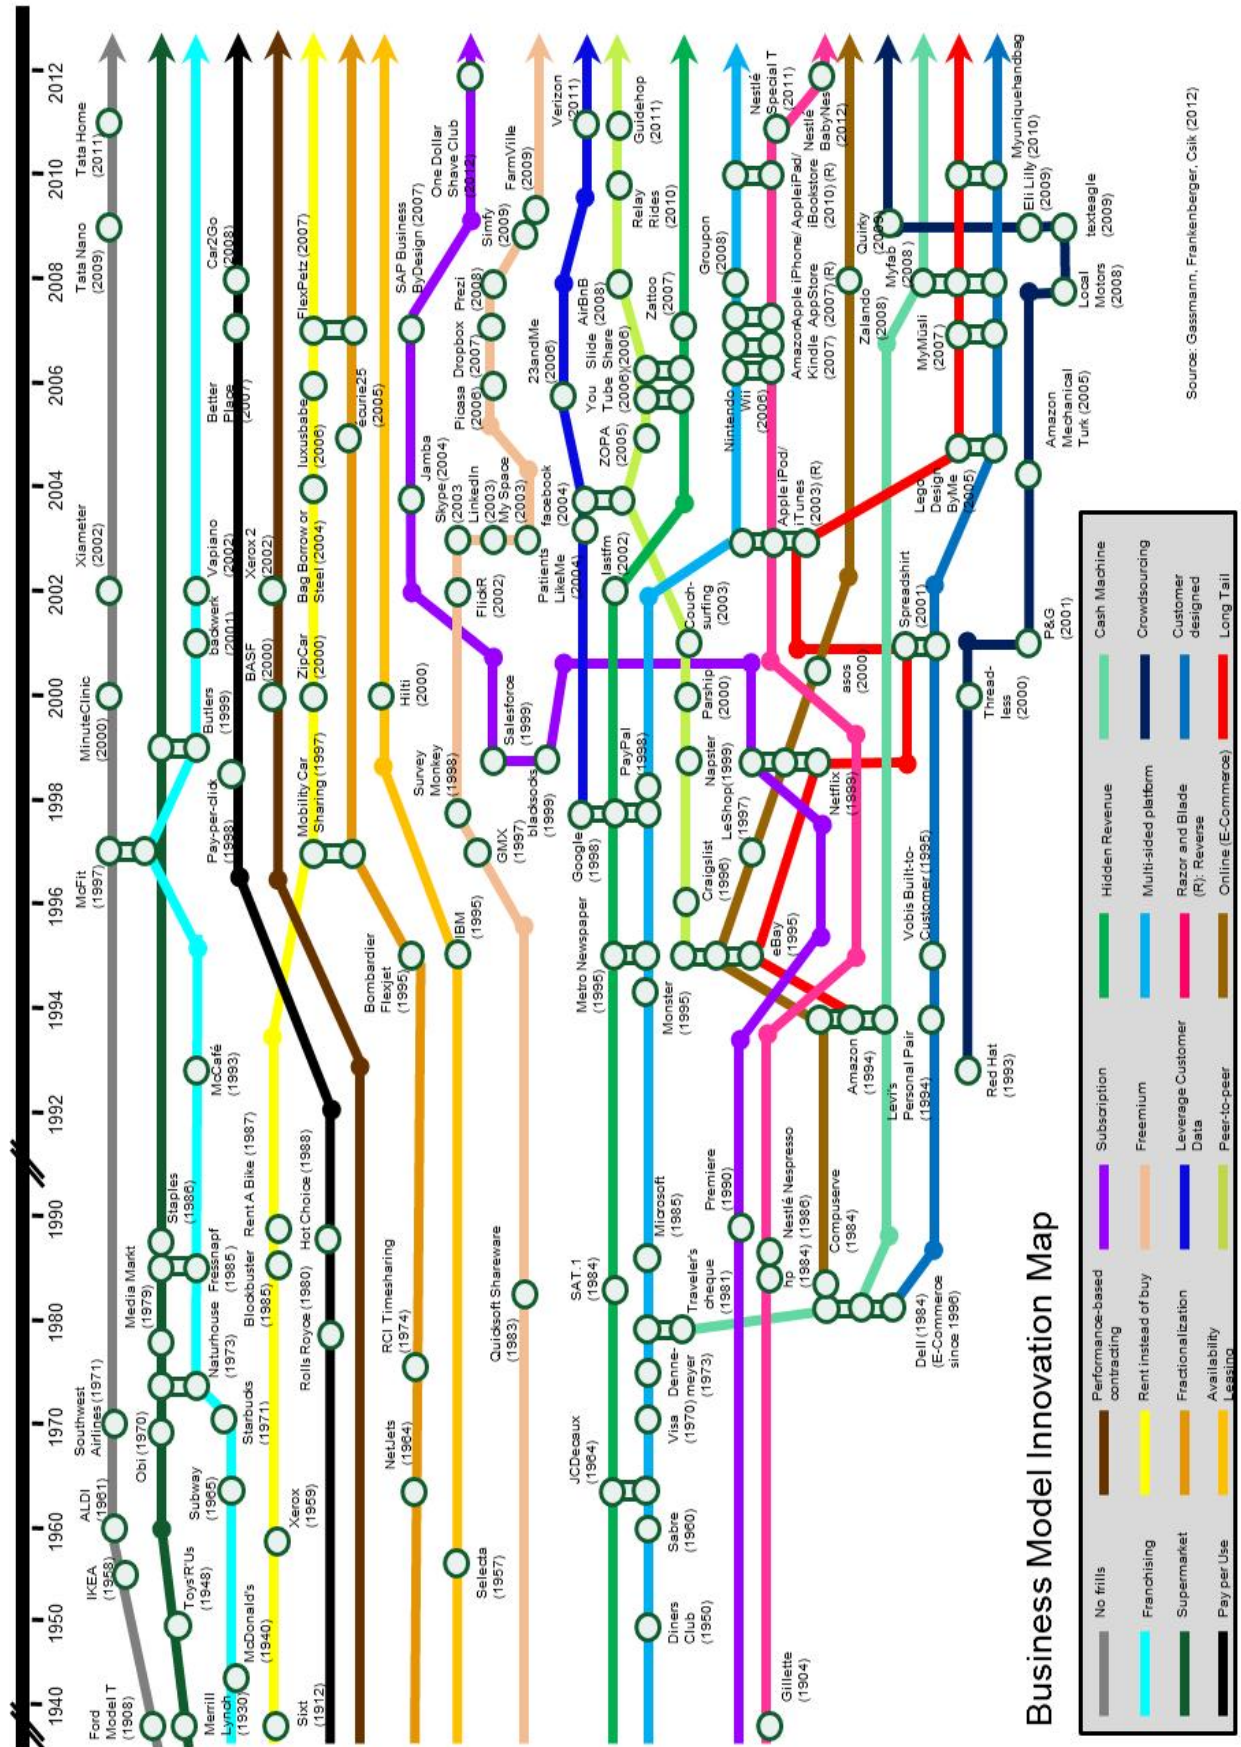 1940
1950
1960
1970
1980
1990
1992
1994
1996
1998
2000
2002
2004
2006
2008
2010
2012
Ford
Model T
(1908)
IKEA
(1958)
ALDI
(1961)
Southwest
Airlines (1971)
McFit
(1997)
MinuteClinic
(2000)
Xiameter
(2002)
Tata Nano
(2009)
Tata Home
(2011)
Merrill
Lynch
(1930)
Toys'R'Us
(1948)
Obi (1970)
Media Markt
(1979)
Staples
(1986)
McDonald's
(1940)
Subway
(1965)
Starbucks
(1971)
Naturhouse
(1973)
Fressnapf
(1985 )
McCafé
(1993)
Butlers
(1999)
backwerk
(2001)
Vapiano
(2002)
Pay-per-click
(1998)
Better
Place
(2007)
Car2Go
(2008)
Sixt
(1912)
Xerox
(1959)
Blockbuster
(1985)
Rent A Bike (1987)
Rolls Royce (1980)
Hot Choice (1988)
BASF
(2000)
Xerox 2
(2002)
Mobility Car
Sharing (1997)
ZipCar
(2000)
Bag Borrow or
Steel (2004)
luxusbabe
(2006)
FlexPetz (2007)
écurie25
(2005)
NetJets
(1964)
RCI Timesharing
(1974)
Bombardier
Flexjet
(1995)
Hilti
(2000)
Selecta
(1957)
IBM
(1995)
SAP Business
ByDesign (2007)
One Dollar
Shave Club
(2012)
Jamba
(2004)
Salesforce
(1999)
blacksocks
(1999)
Quicksoft Shareware
(1983)
GMX
(1997)
Survey
Monkey
(1998)
FlickR
(2002)
Skype
(2003
LinkedIn
(2003)
My Space
(2003)
Picasa
(2006)
Dropbox
(2007)
Prezi
(2008)
Simfy
(2009)
FarmVille
(2009)
Google
(1998)
Patients
LikeMe
(2004)
facebook
(2004)
23andMe
(2006)
Verizon
(2011)
AirBnB
(2008)
ZOPA
(2005)
Relay
Rides
(2010)
Guidehop
(2011)
JCDecaux
(1964)
SAT.1
(1984)
Metro Newspaper
(1995)
PayPal
(1998)
lastfm
(2002)
You
Tube
(2006)
Slide
Share
(2006)
Zattoo
(2007)
Diners
Club
(1950)
Sabre
(1960)
Visa
(1970)
Denne-
meyer
(1973)
Traveler's
cheque
(1981)
Microsoft
(1985)
Monster
(1995)
Craigslist
(1996)
Napster
(1999)
Parship
(2000)
Couch-
surfing
(2003)
Groupon
(2008)
Nintendo
Wii
(2006)
Amazon
Kindle
(2007)
Apple iPhone/
AppStore
(2007) (R)
AppleiPad/
iBookstore
(2010) (R)
Nestlé
Special T
(2011)
Nestlé
BabyNes
(2012)
Premiere
(1990)
LeShop
(1997)
Netflix
(1999)
eBay
(1995)
Gillette
(1904)
hp
(1984)
Nestlé Nespresso
(1986)
Compuserve
(1984)
Apple iPod/
iTunes
(2003) (R)
Amazon
(1994)
asos
(2000)
Zalando
(2008)
Dell (1984)
(E-Commerce
since 1996)
Levi's
Personal Pair
(1994)
Vobis Built-to-
Customer (1995)
Spreadshirt
(2001)
Lego
Design
ByMe
(2005)
MyMüsli
(2007)
Myfab
(2008 )
Quirky
(2009)
Myuniquehandbag
(2010)
Red Hat
(1993)
Thread-
less
(2000)
P&G
(2001)
Amazon
Mechanical
Turk (2005)
Local
Motors
(2008)
Eli Lilly
(2009)
texteagle
(2009)
Business Model Innovation Map
No frills
Franchising
Supermarket
Pay per Use
Performance-based
contracting
Rent instead of buy
Fractionalization
Availability
Leasing
Subscription
Freemium
Leverage Customer
Data
Peer-to-peer
Hidden Revenue
Multi-sided platform
Razor and Blade
(R): Reverse
Online (E-Commerce)
Cash Machine
Crowdsourcing
Customer
designed
Long Tail
Source: Gassmann, Frankenberger, Csik (2012)